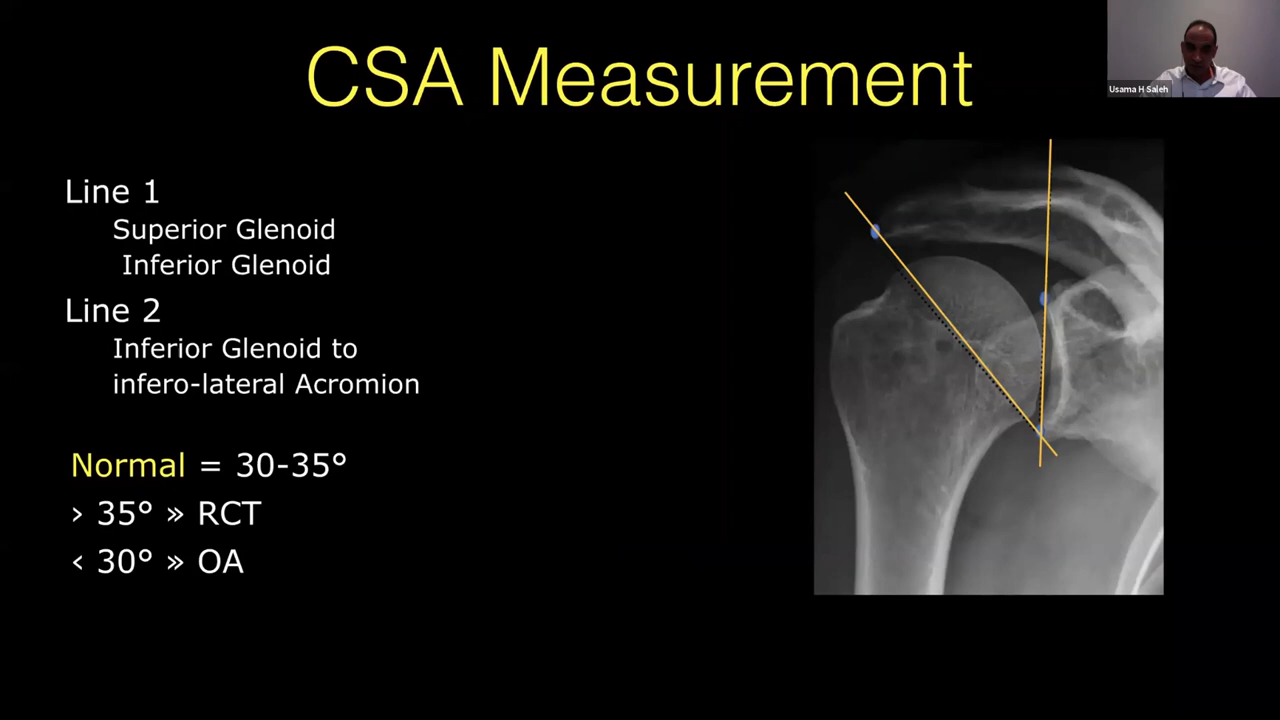 CSA Measurement
Usama H Saleh
Line 1
Superior Glenoid
Inferior Glenoid
Line 2
Inferior Glenoid to
infero-lateral Acromion
Normal = 30-35°
› 35° » RCT
‹ 30° » OA